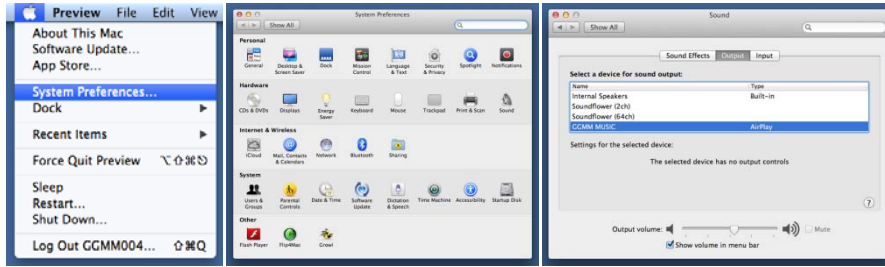 Preview File Edit View
About This Mac
Software Update...
App Store...
System Preferences...
Dock
Recent Items
Force Quit Preview ⌥⇧⌘⎋
Sleep
Restart...
Shut Down...
Log Out GGMM004... ⇧⌘Q
System Preferences
Show All
Personal
General Desktop & Screen Saver Dock Mission Control Language & Text Security & Privacy Spotlight Notifications
Hardware
CDs & DVDs Displays Energy Saver Keyboard Mouse Trackpad Print & Scan Sound
Internet & Wireless
iCloud Mail, Contacts & Calendars Network Bluetooth Sharing
System
Users & Groups Parental Controls Date & Time Software Update Dictation & Speech Time Machine Accessibility Startup Disk
Other
Flash Player Flip4Mac Growl
Sound
Show All
Sound Effects Output Input
Select a device for sound output:
Name Type
Internal Speakers Built-in
Soundflower (2ch)
Soundflower (64ch)
GGMM MUSIC AirPlay
Settings for the selected device:
The selected device has no output controls
?
Output volume: Mute
Show volume in menu bar